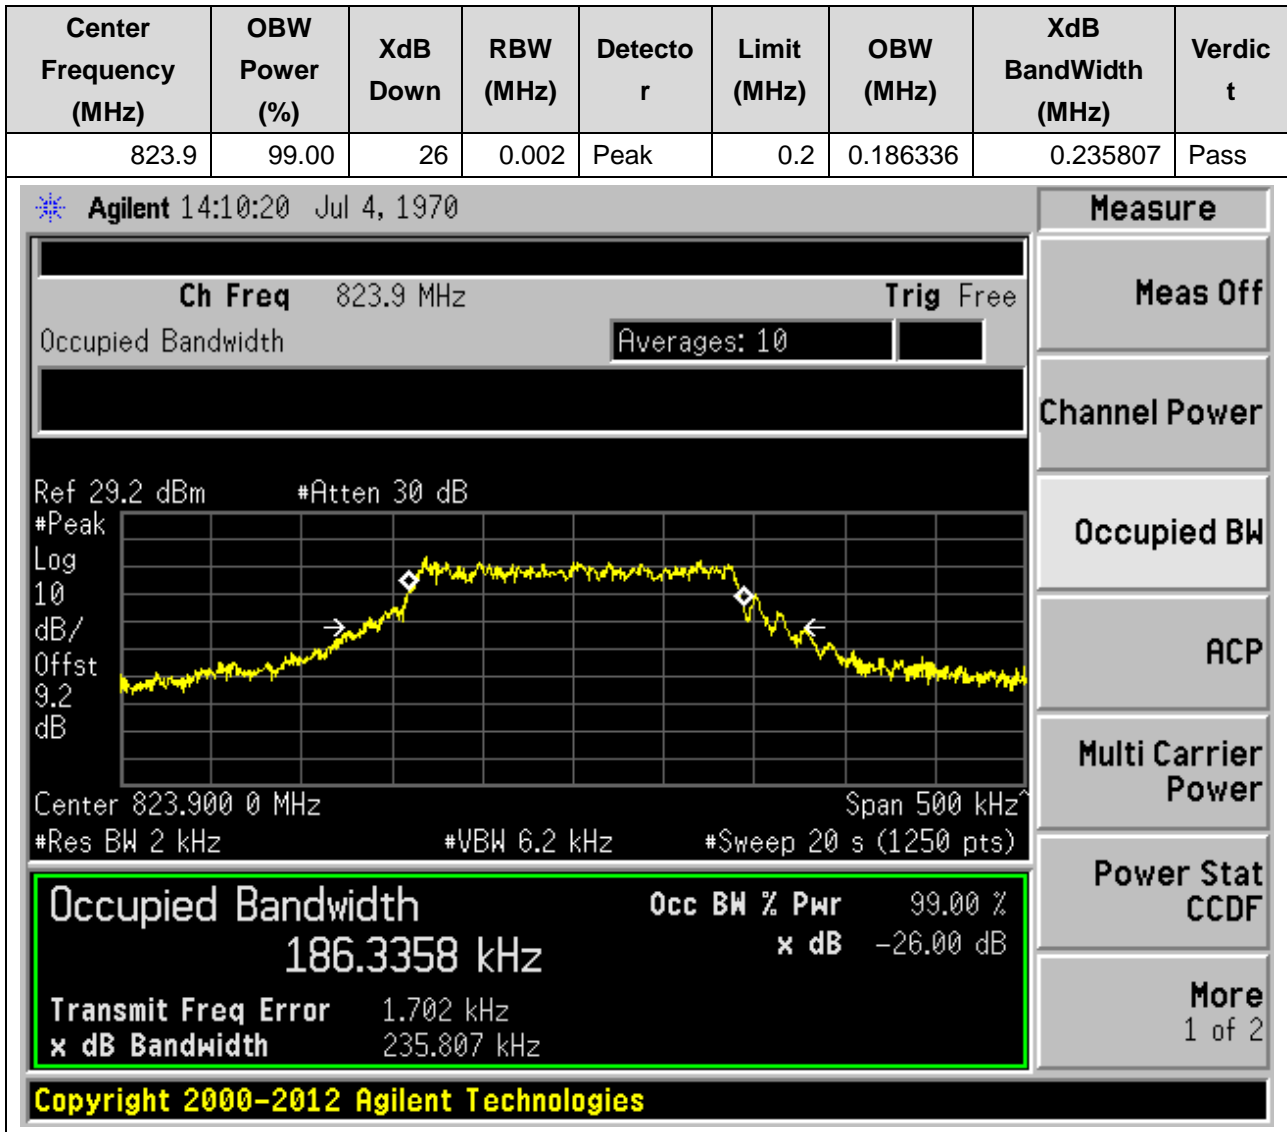 Center Frequency (MHz) OBW Power (%) XdB Down RBW (MHz) Detector Limit (MHz) OBW (MHz) XdB BandWidth (MHz) Verdict
823.9 99.00 26 0.002 Peak 0.2 0.186336 0.235807 Pass
Agilent 14:10:20 Jul 4, 1970
Measure
Ch Freq 823.9 MHz Trig Free
Meas Off
Occupied Bandwidth Averages: 10
Channel Power
Ref 29.2 dBm #Atten 30 dB
#Peak
Log
10
dB/
Offst
9.2
dB
Occupied BW
ACP
Multi Carrier
Power
Center 823.900 0 MHz Span 500 kHz^
#Res BW 2 kHz #VBW 6.2 kHz #Sweep 20 s (1250 pts)
Power Stat
CCDF
Occupied Bandwidth Occ BW % Pwr 99.00 %
186.3358 kHz x dB -26.00 dB
Transmit Freq Error 1.702 kHz
x dB Bandwidth 235.807 kHz
More
1 of 2
Copyright 2000-2012 Agilent Technologies